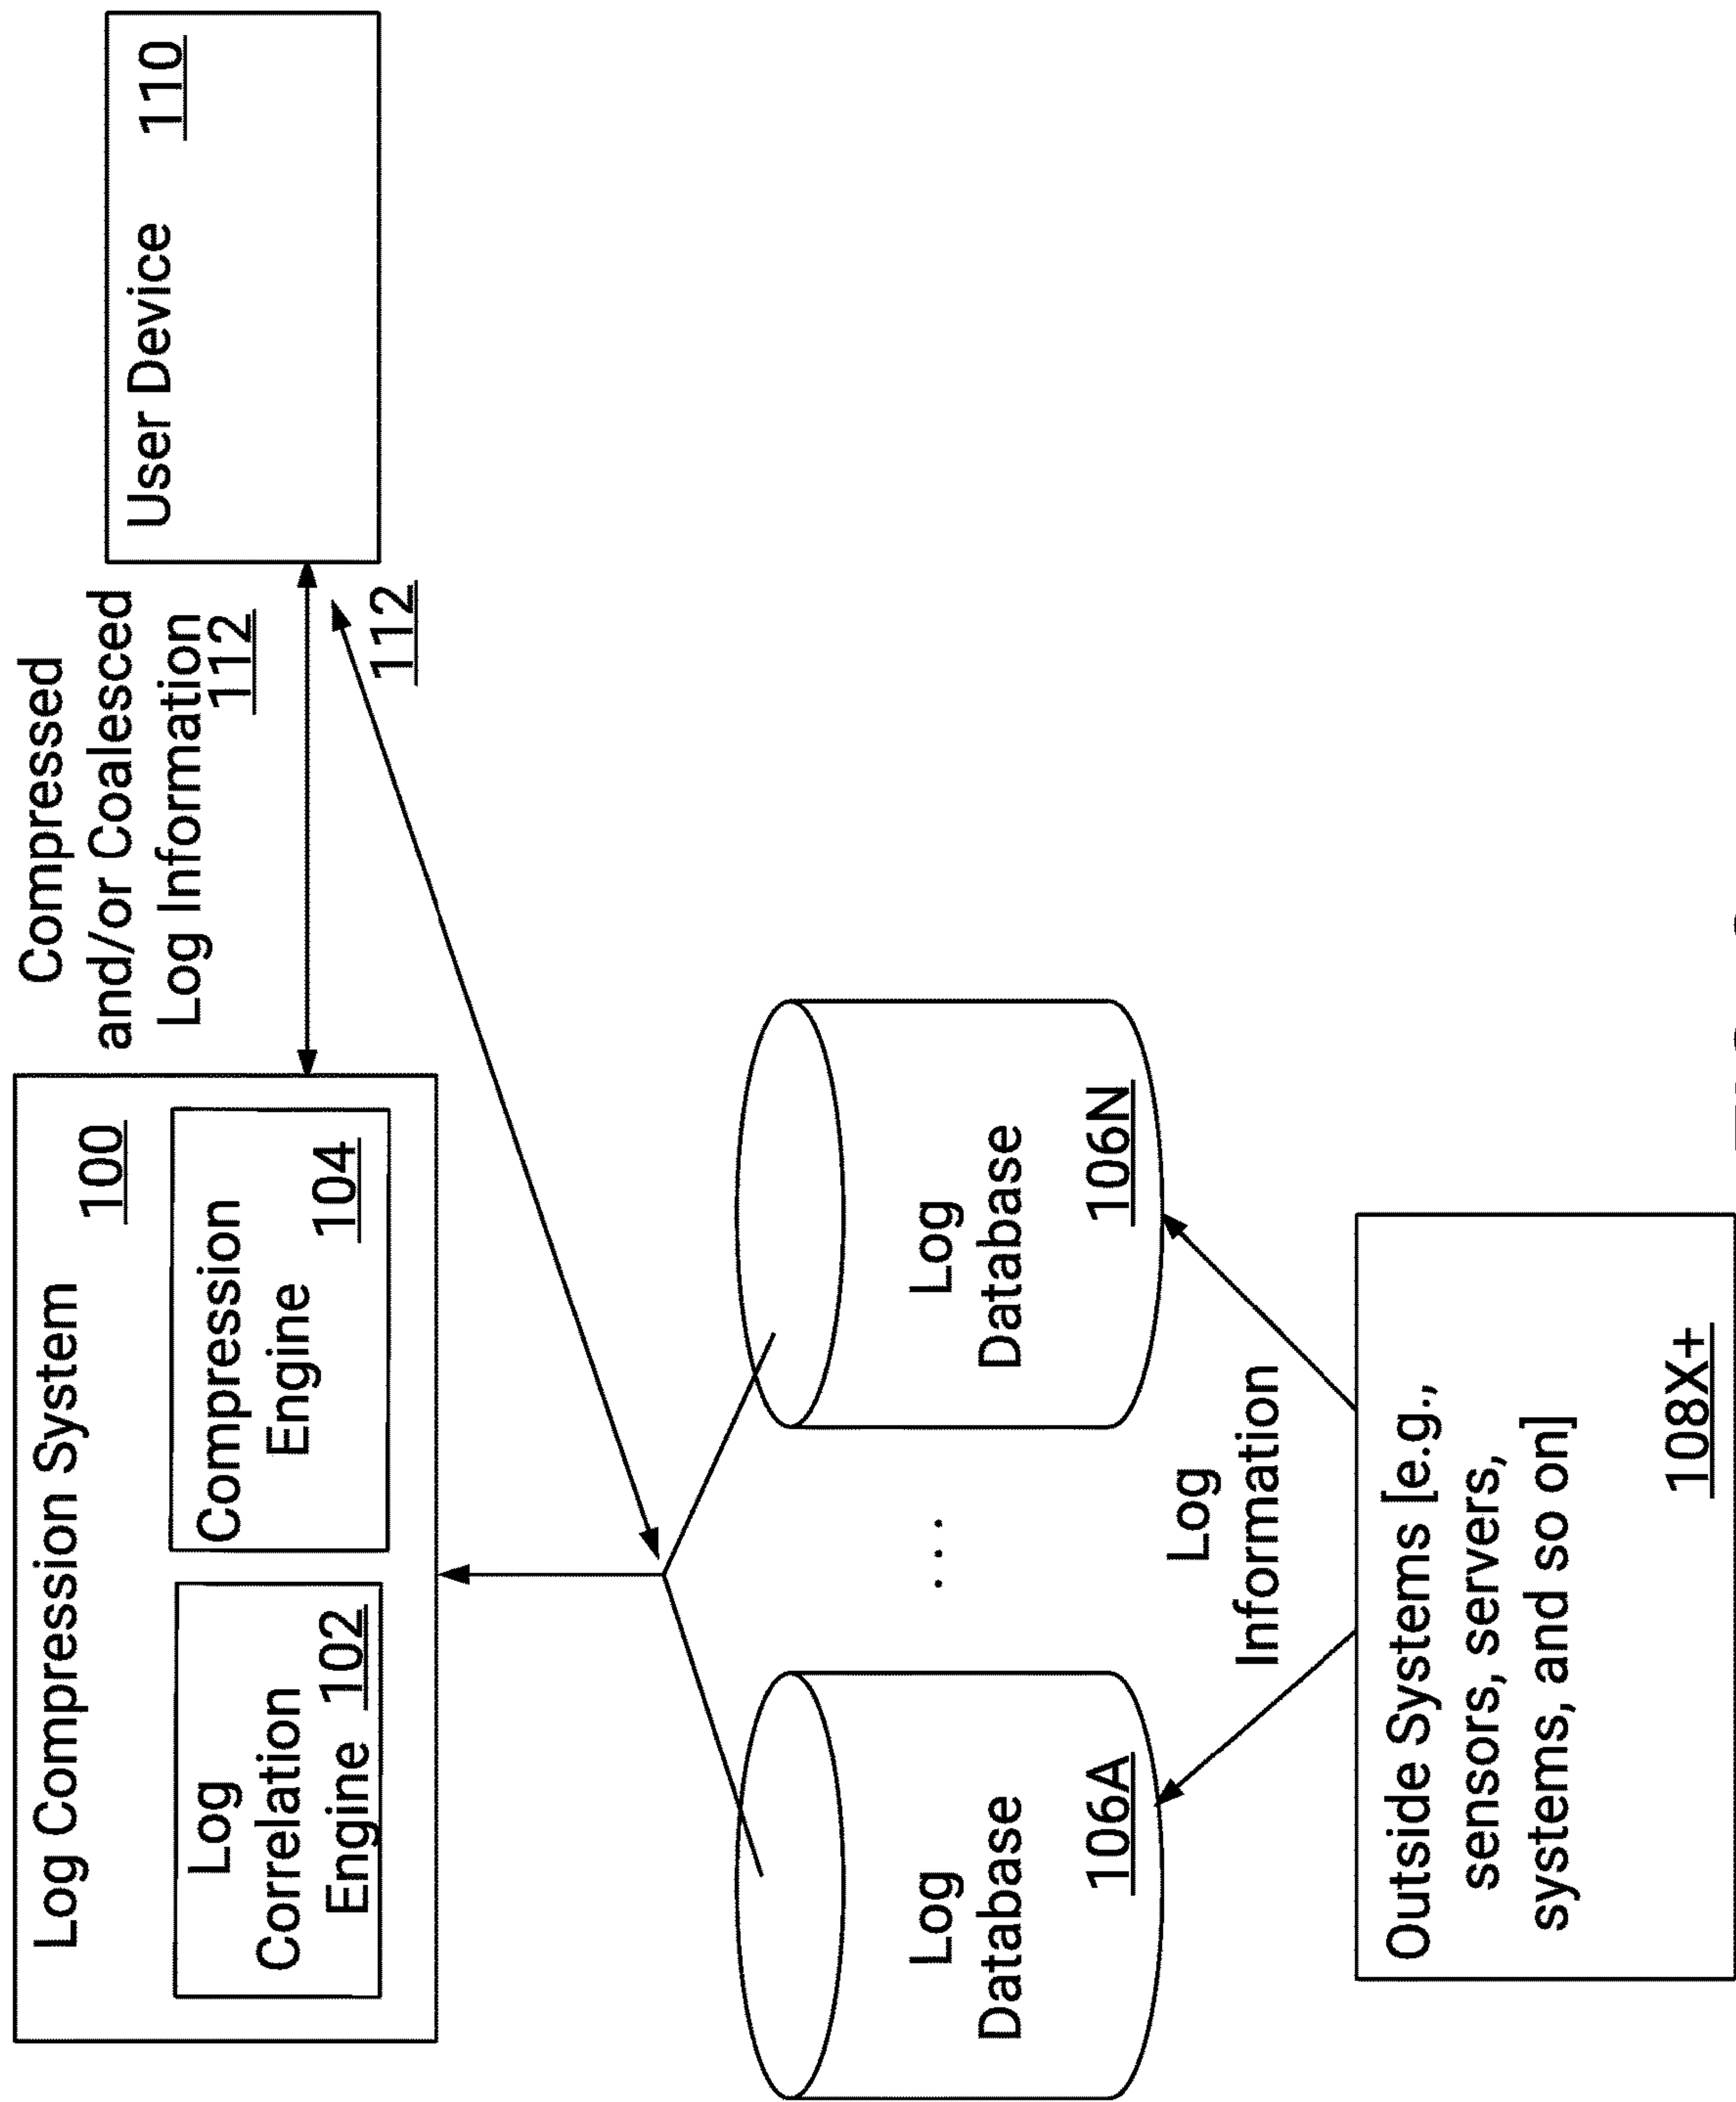 Log Compression System
100
Log
Correlation
Engine 102
Compression
Engine
104
Compressed
and/or Coalesced
Log Information
112
112
User Device 110
Log
Database
106A
. . .
Log
Database
106N
Log
Information
Outside Systems [e.g.,
sensors, servers,
systems, and so on]
108X+